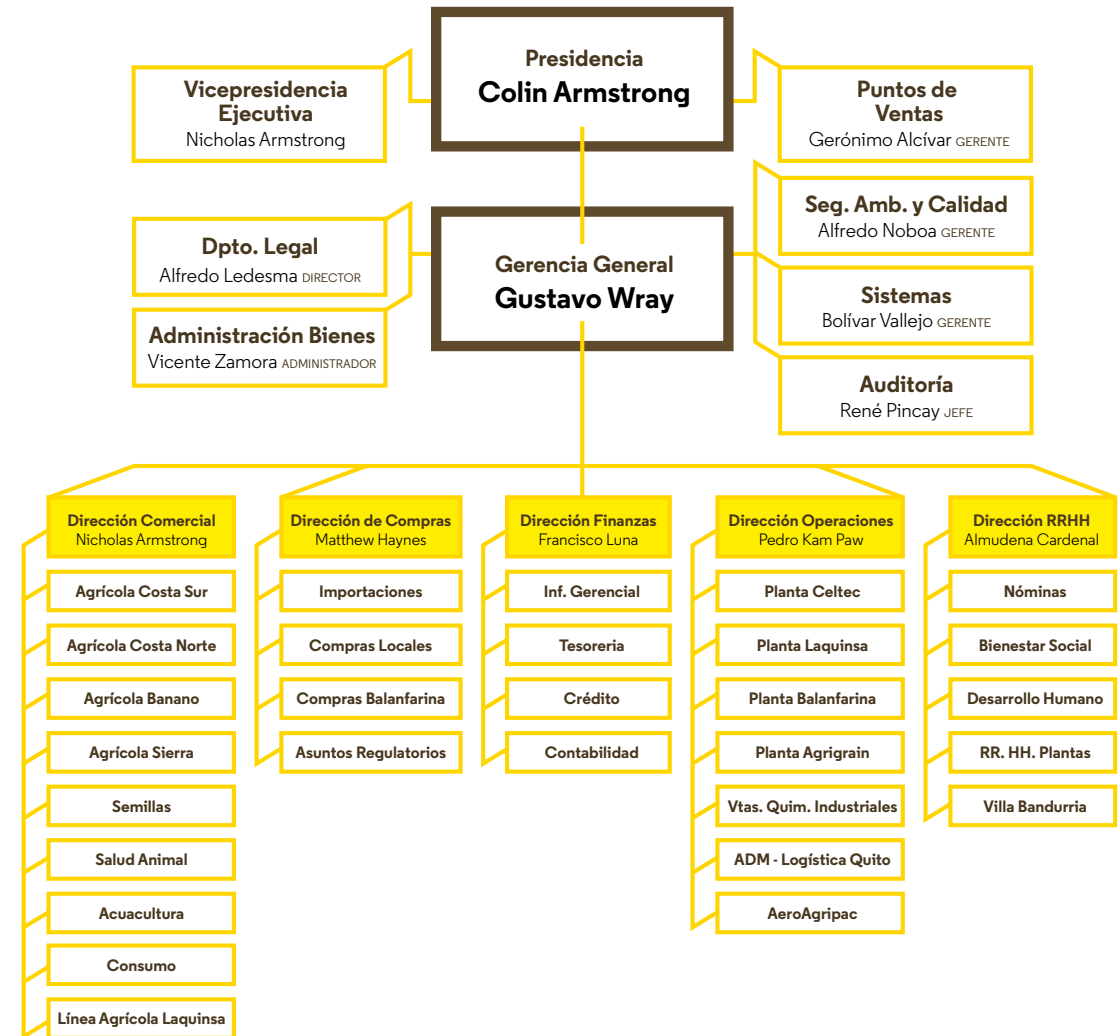 Presidencia
Colin Armstrong
Vicepresidencia
Ejecutiva
Nicholas Armstrong
Puntos de
Ventas
Gerónimo Alcívar GERENTE
Seg. Amb. y Calidad
Alfredo Noboa GERENTE
Dpto. Legal
Alfredo Ledesma DIRECTOR
Gerencia General
Gustavo Wray
Sistemas
Bolívar Vallejo GERENTE
Administración Bienes
Vicente Zamora ADMINISTRADOR
Auditoría
René Pincay JEFE
Dirección Comercial
Nicholas Armstrong
Agrícola Costa Sur
Agrícola Costa Norte
Agrícola Banano
Agrícola Sierra
Semillas
Salud Animal
Acuacultura
Consumo
Línea Agrícola Laquinsa
Dirección de Compras
Matthew Haynes
Importaciones
Compras Locales
Compras Balanfarina
Asuntos Regulatorios
Dirección Finanzas
Francisco Luna
Inf. Gerencial
Tesoreria
Crédito
Contabilidad
Dirección Operaciones
Pedro Kam Paw
Planta Celtec
Planta Laquinsa
Planta Balanfarina
Planta Agrigrain
Vtas. Quim. Industriales
ADM - Logística Quito
AeroAgripac
Dirección RRHH
Almudena Cardenal
Nóminas
Bienestar Social
Desarrollo Humano
RR. HH. Plantas
Villa Bandurria